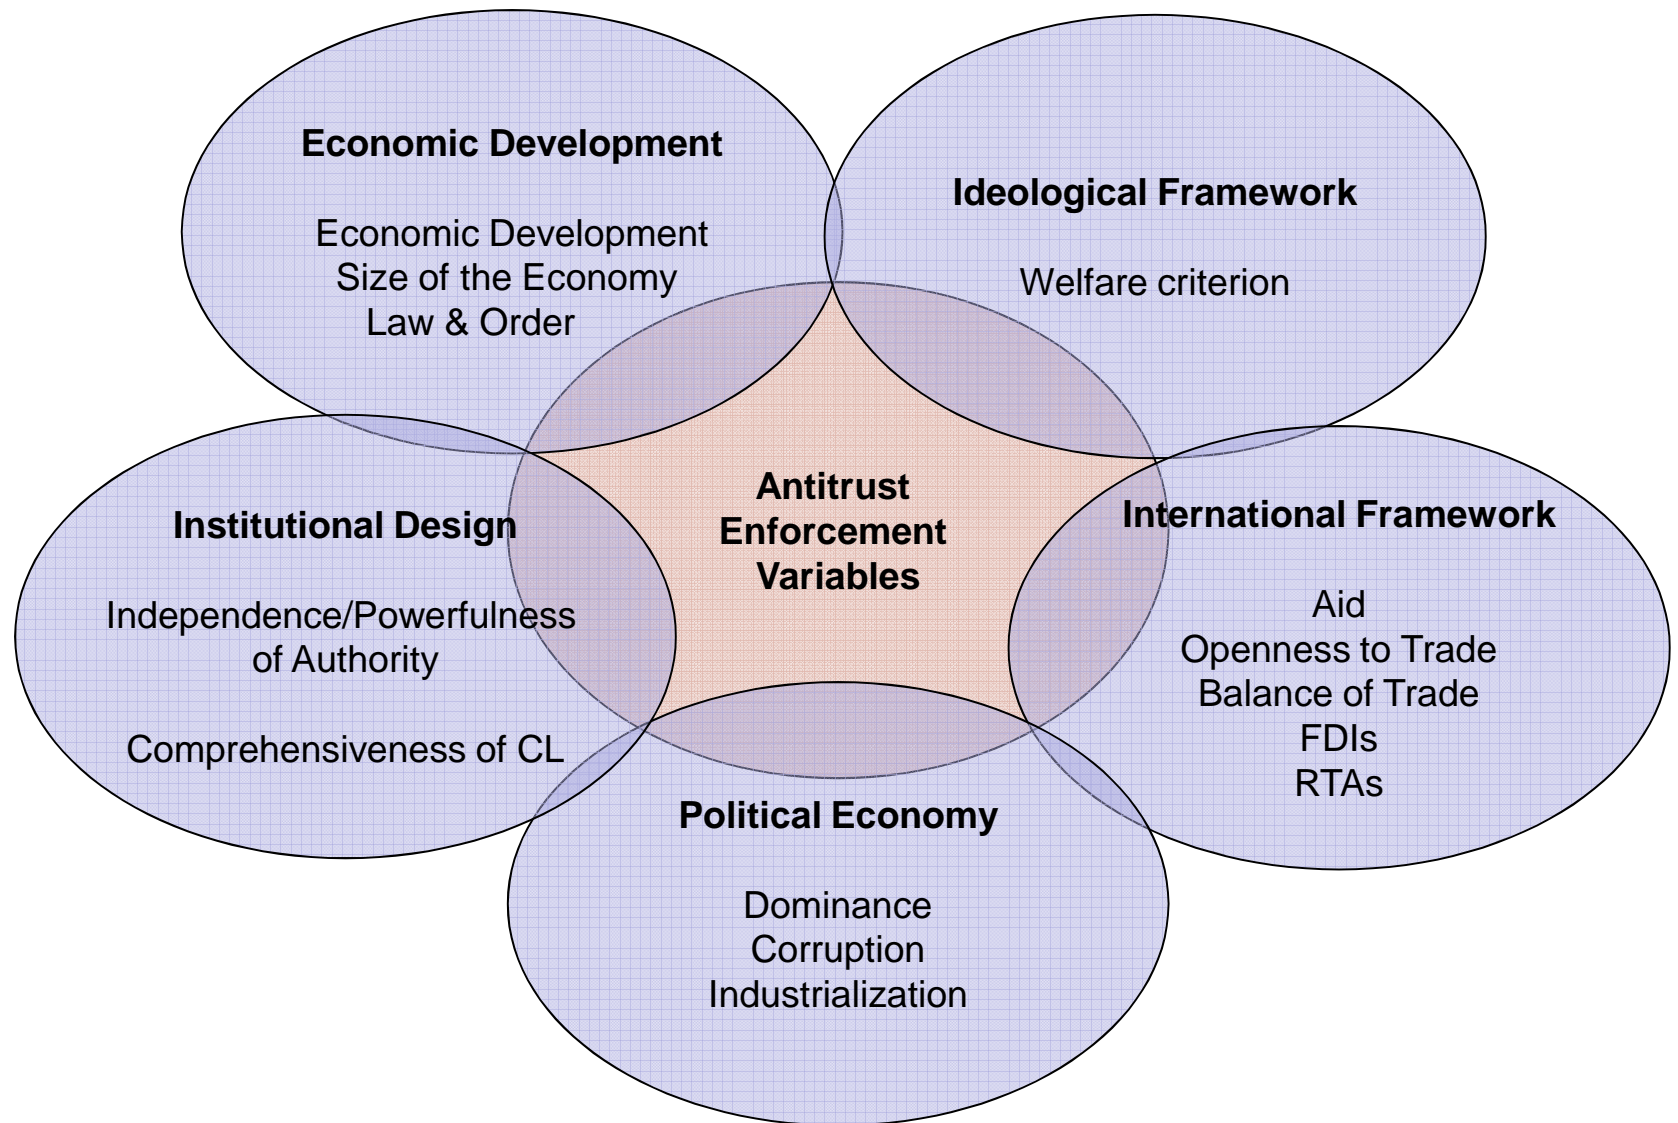 Economic Development
Economic Development
Size of the Economy
Law & Order
Ideological Framework
Welfare criterion
Antitrust
Enforcement
Variables
Institutional Design
Independence/Powerfulness
of Authority
Comprehensiveness of CL
International Framework
Aid
Openness to Trade
Balance of Trade
FDIs
RTAs
Political Economy
Dominance
Corruption
Industrialization